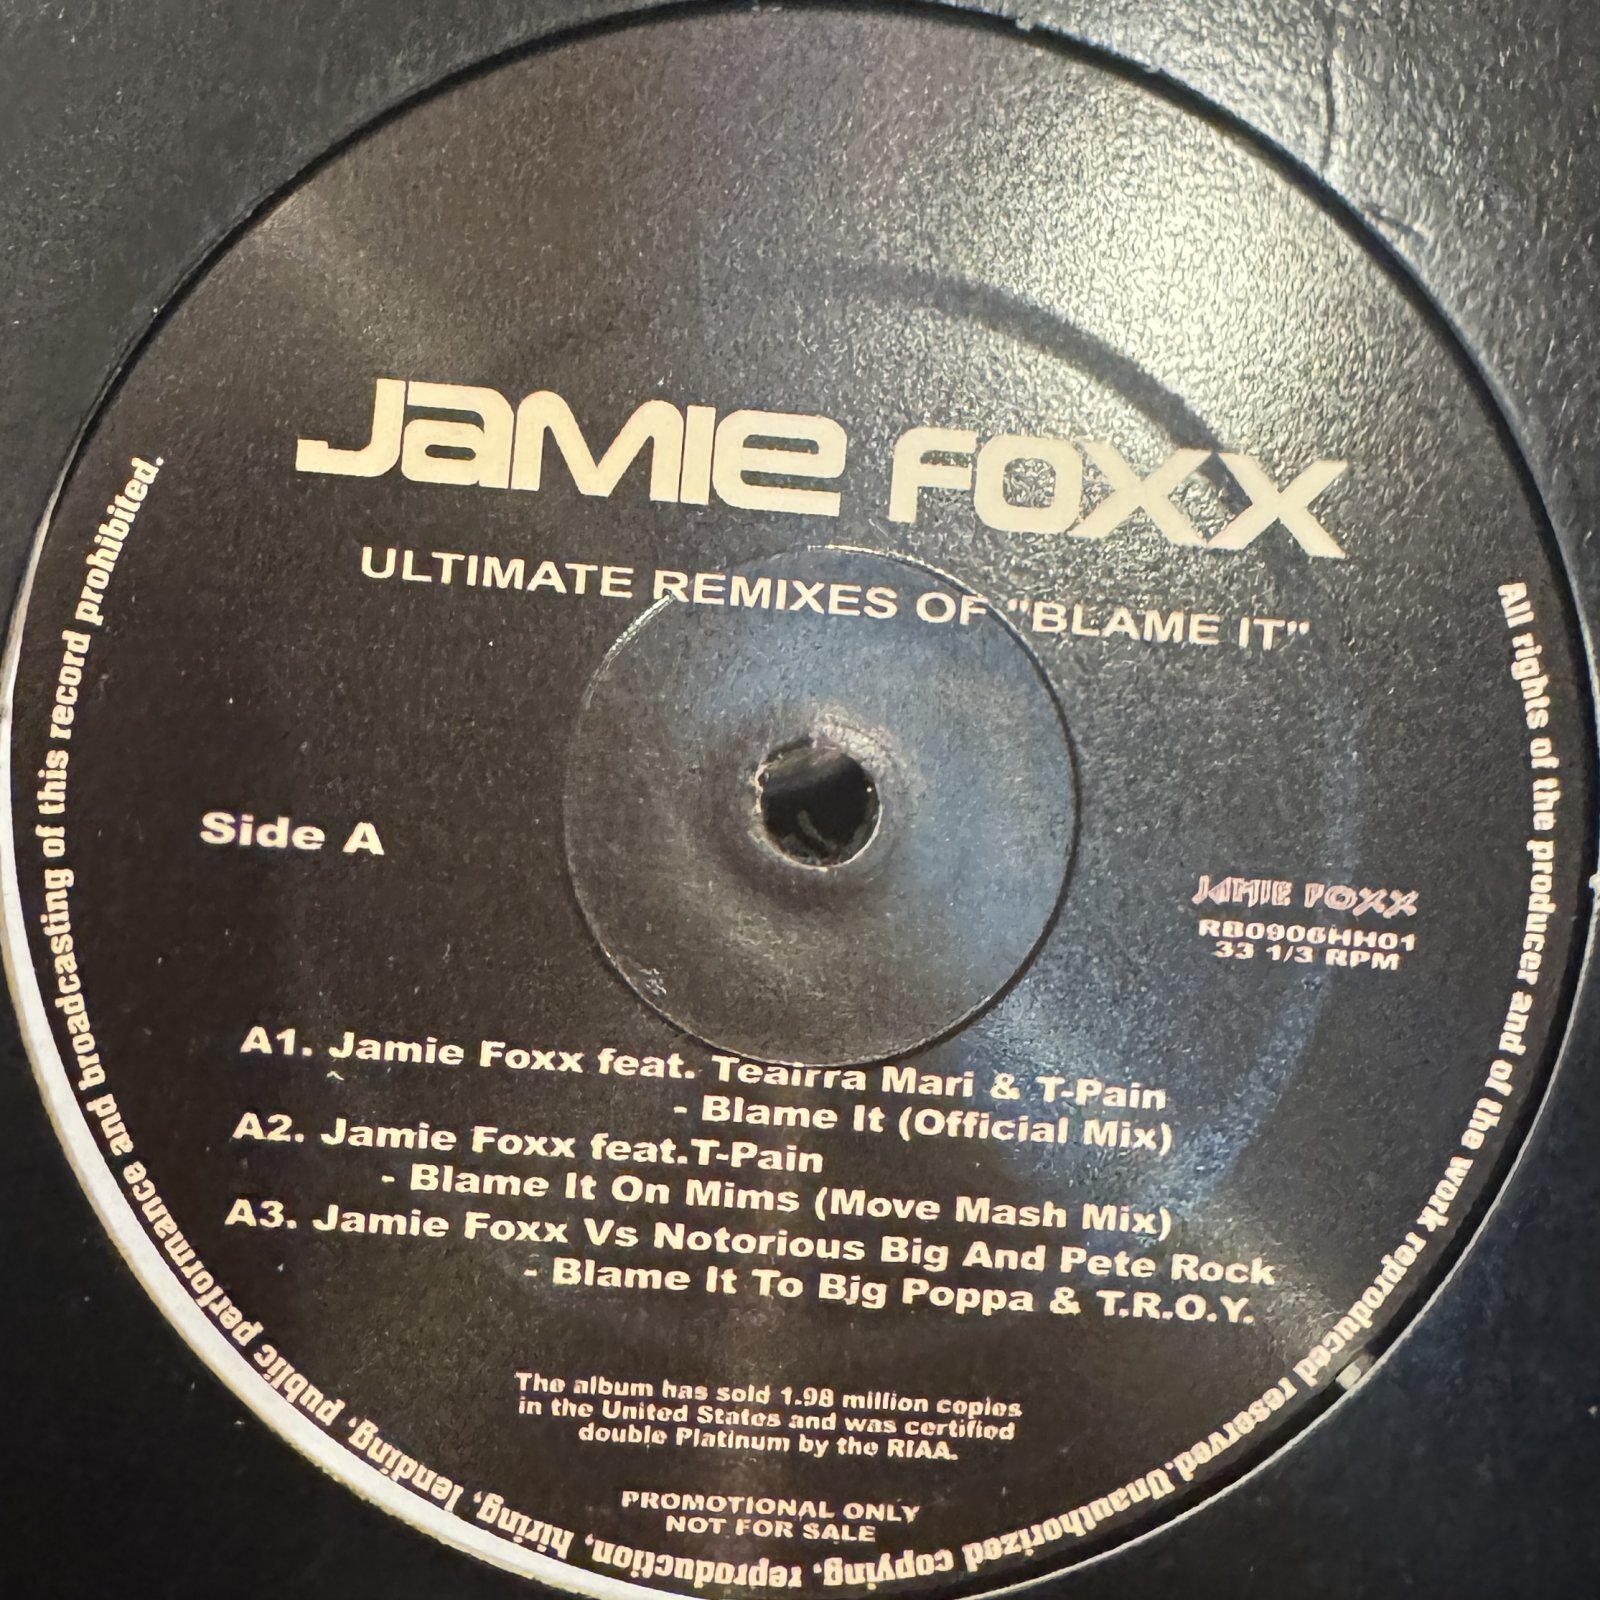 Jamie Foxx
ULTIMATE REMIXES OF "BLAME IT"
Side A
JAMIE FOXX
RB0906HH01
33 1/3 RPM
A1. Jamie Foxx feat. Teairra Mari & T-Pain
- Blame It (Official Mix)
A2. Jamie Foxx feat.T-Pain
- Blame It On Mims (Move Mash Mix)
A3. Jamie Foxx Vs Notorious Big And Pete Rock
- Blame It To Big Poppa & T.R.O.Y.
The album has sold 1.98 million copies
in the United States and was certified
double Platinum by the RIAA.
PROMOTIONAL ONLY
NOT FOR SALE
All rights of the producer and of the work reproduced reserved.Unauthorized copying, reproduction, hiring, lending, public performance and broadcasting of this record prohibited.